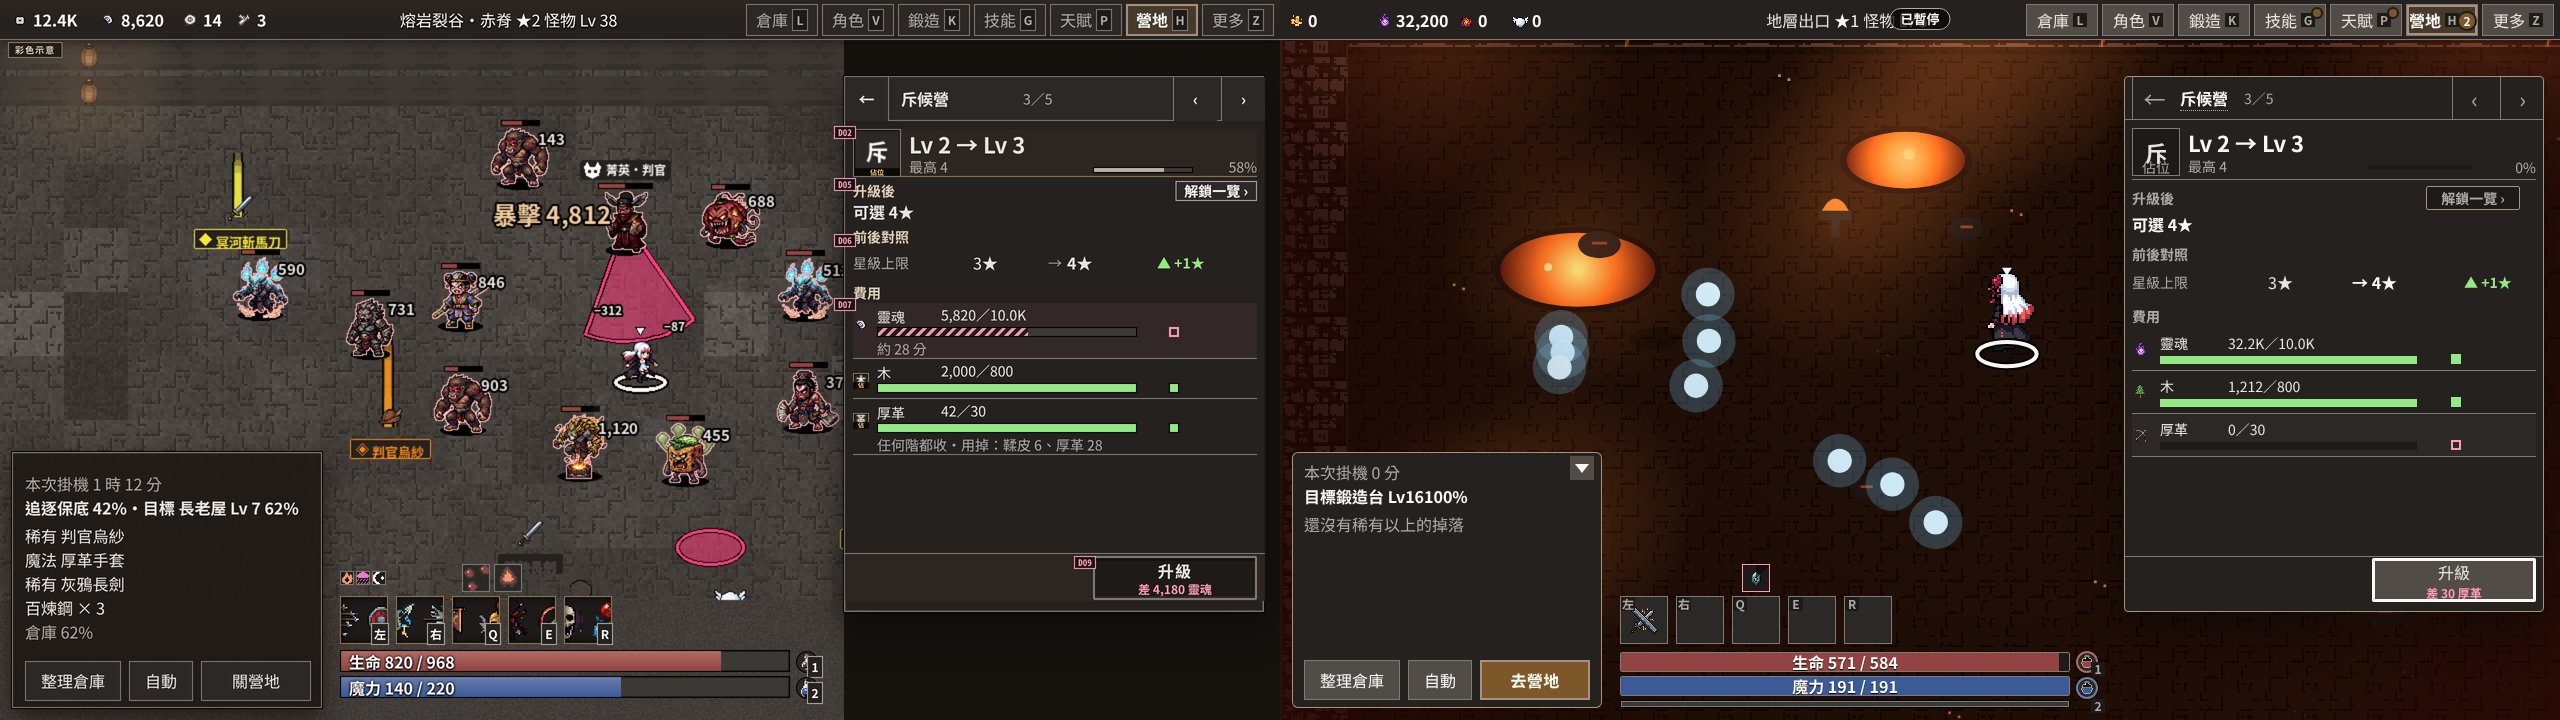 12.4K 8,620 14 3 熔岩裂谷・赤脊 ★2 怪物 Lv 38 倉庫 L 角色 V 鍛造 K 技能 G 天賦 P 營地 H 更多 Z
彩色示意
143
菁英・判官
暴擊 4,812
688
冥河斬馬刀
590
846
731
-312
-87
903
1,120
455
判官烏紗
本次掛機 1 時 12 分
追逐保底 42%・目標 長老屋 Lv 7 62%
稀有 判官烏紗
魔法 厚革手套
稀有 灰鴉長劍
百煉鋼 × 3
倉庫 62%
整理倉庫 自動 關營地
左 右 Q E R
生命 820 / 968 1
魔力 140 / 220 2
← 斥候營 3／5 ‹ ›
D02
斥 Lv 2 → Lv 3
佔位 最高 4 58%
D05 升級後 解鎖一覽 ›
可選 4★
D06 前後對照
星級上限 3★ → 4★ ▲ +1★
費用
D07
靈魂 5,820／10.0K
約 28 分
木 2,000／800
厚革 42／30
任何階都收・用掉：鞣皮 6、厚革 28
D09 升級
差 4,180 靈魂
0 32,200 0 0 地層出口 ★1 怪物 已暫停 倉庫 L 角色 V 鍛造 K 技能 G 天賦 P 營地 H 2 更多 Z
本次掛機 0 分
目標鍛造台 Lv16100%
還沒有稀有以上的掉落
整理倉庫 自動 去營地
左 右 Q E R
生命 571 / 584 1
魔力 191 / 191
2
← 斥候營 3／5 ‹ ›
斥 Lv 2 → Lv 3
佔位 最高 4 0%
升級後 解鎖一覽 ›
可選 4★
前後對照
星級上限 3★ → 4★ ▲ +1★
費用
靈魂 32.2K／10.0K
木 1,212／800
厚革 0／30
升級
差 30 厚革